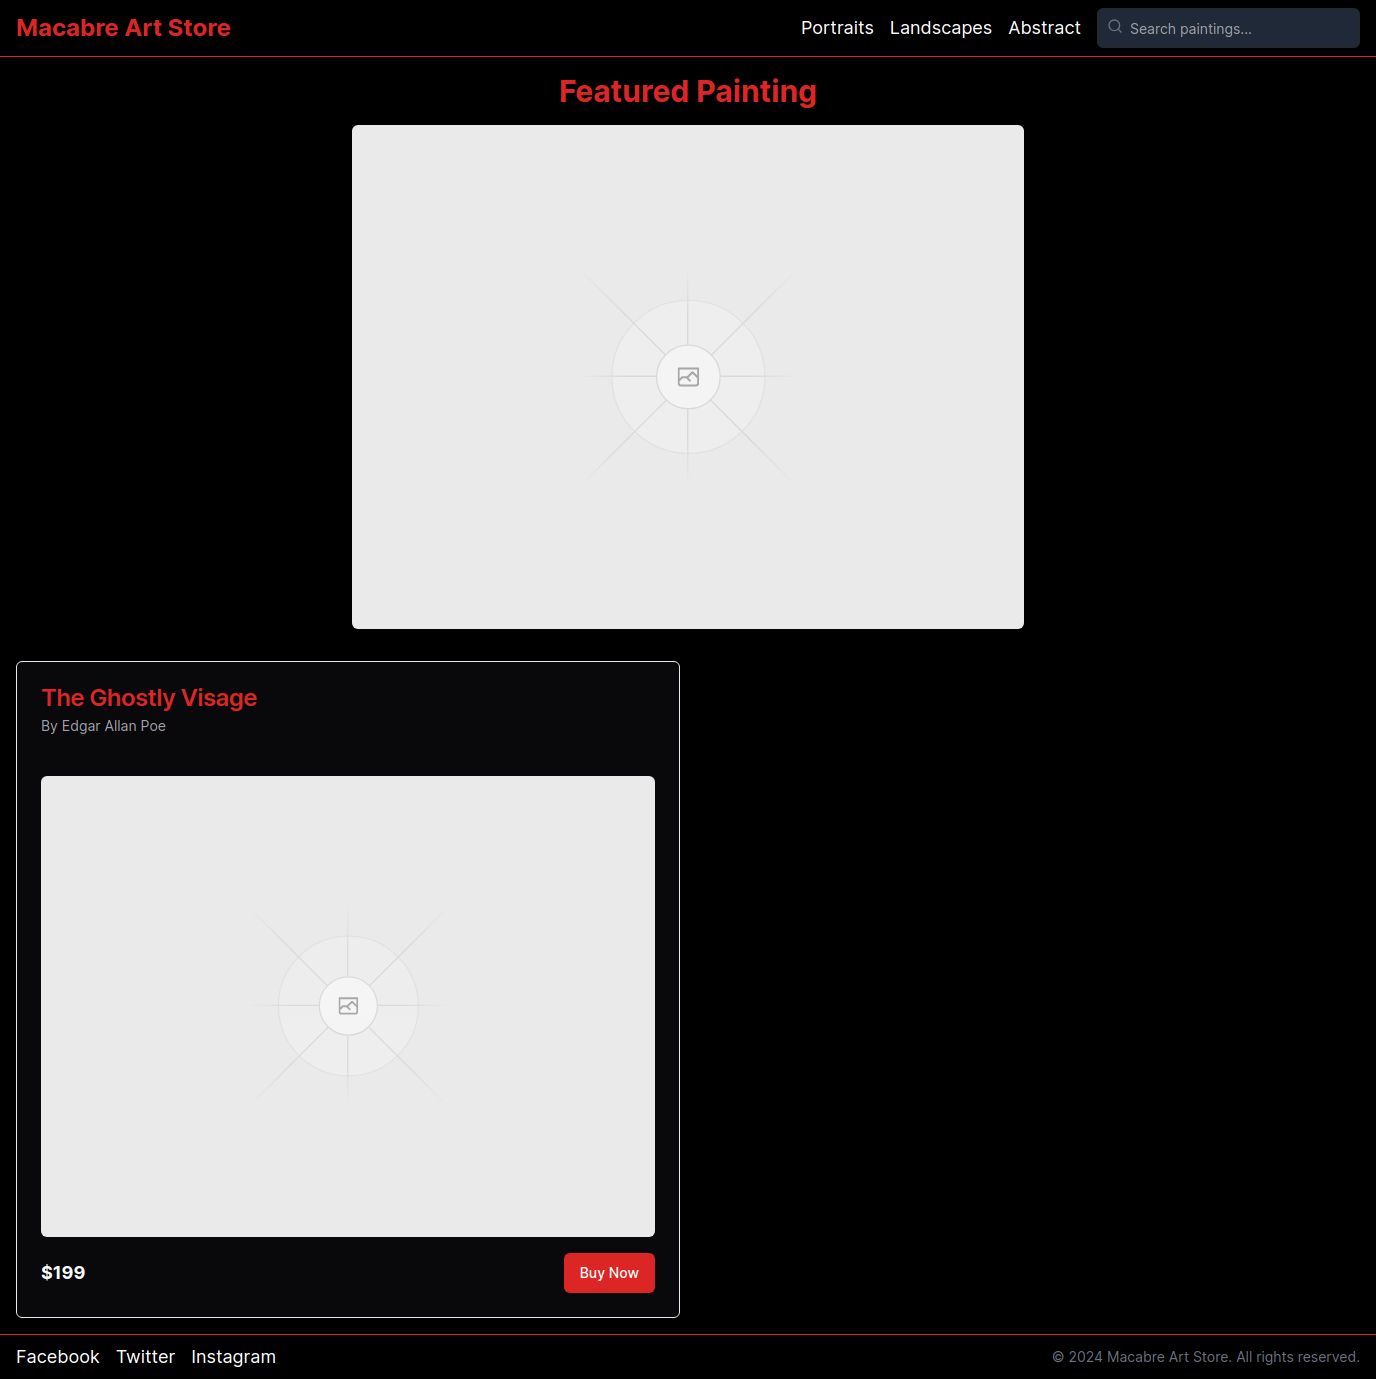 Macabre Art Store
Portraits Landscapes Abstract Search paintings...
Featured Painting
The Ghostly Visage
By Edgar Allan Poe
$199
Buy Now
Facebook Twitter Instagram
© 2024 Macabre Art Store. All rights reserved.